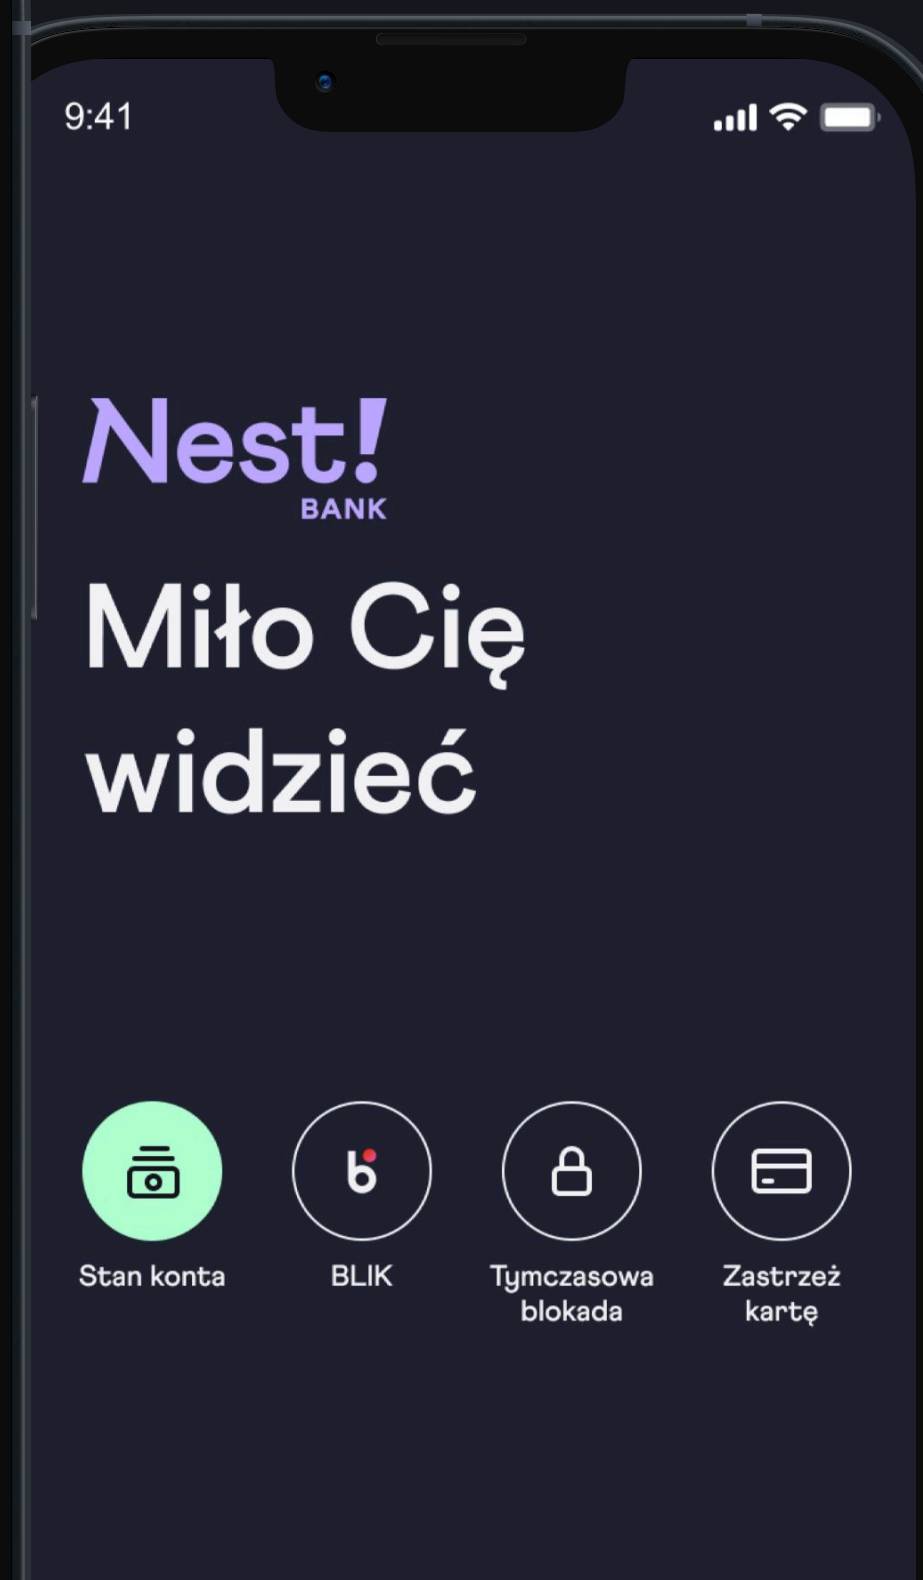 9:41
Nest!
BANK
Miło Cię
widzieć
Stan konta
BLIK
Tymczasowa
blokada
Zastrzeż
kartę